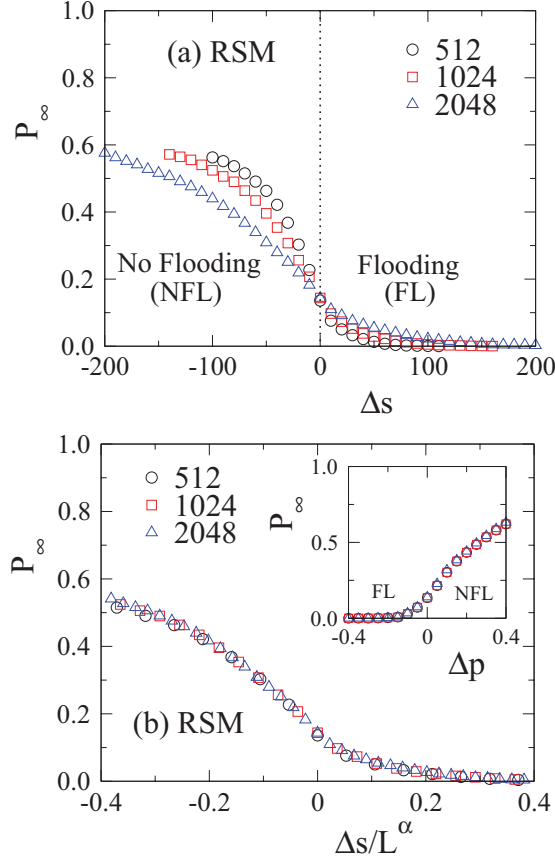 1.0
0.8
0.6
0.4
0.2
0.0
P∞
(a) RSM
512
1024
2048
No Flooding
(NFL)
Flooding
(FL)
-200
-100
0
100
200
Δs
1.0
0.8
0.6
0.4
0.2
0.0
P∞
512
1024
2048
(b) RSM
1.0
0.5
0.0
P∞
FL
NFL
-0.4
0
0.4
Δp
-0.4
-0.2
0
0.2
0.4
Δs/L^α